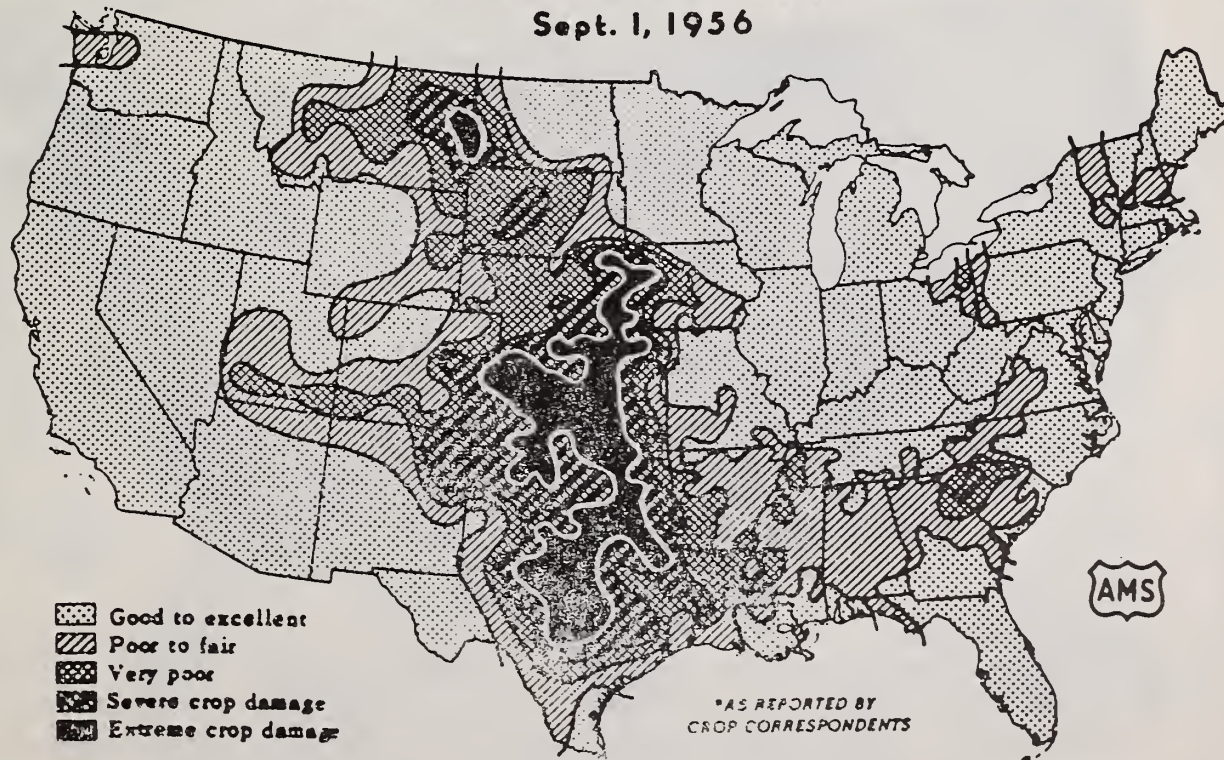 Sept. 1, 1956
AMS
Good to excellent
Poor to fair
Very poor
Severe crop damage
Extreme crop damage
*AS REPORTED BY
CROP CORRESPONDENTS